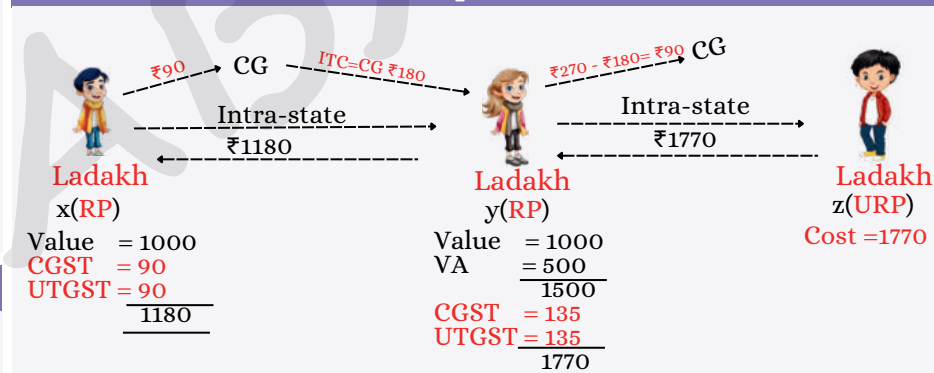 ₹90
CG
ITC=CG ₹180
₹270 - ₹180= ₹90
CG
Intra-state
₹1180
Intra-state
₹1770
Ladakh
x(RP)
Value = 1000
CGST = 90
UTGST = 90
1180
Ladakh
y(RP)
Value = 1000
VA = 500
1500
CGST = 135
UTGST = 135
1770
Ladakh
z(URP)
Cost =1770